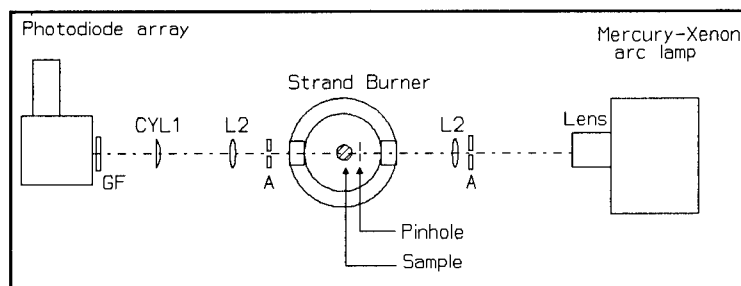 Photodiode array
Mercury-Xenon
arc lamp
Strand Burner
CYL1
L2
L2
Lens
GF
A
A
Pinhole
Sample